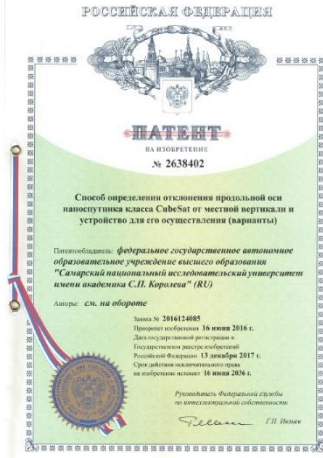 РОССИЙСКАЯ ФЕДЕРАЦИЯ
ПАТЕНТ
НА ИЗОБРЕТЕНИЕ
№ 2638402
Способ определения отклонения продольной оси
наноспутника класса CubeSat от местной вертикали и
устройство для его осуществления (варианты)
Патентообладатель: федеральное государственное автономное
образовательное учреждение высшего образования
"Самарский национальный исследовательский университет
имени академика С.П. Королева" (RU)
Авторы: см. на обороте
Заявка № 2016124085
Приоритет изобретения 16 июня 2016 г.
Дата государственной регистрации в
Государственном реестре изобретений
Российской Федерации 13 декабря 2017 г.
Срок действия исключительного права
на изобретение истекает 16 июня 2036 г.
Руководитель Федеральной службы
по интеллектуальной собственности
Г.П. Ивлиев